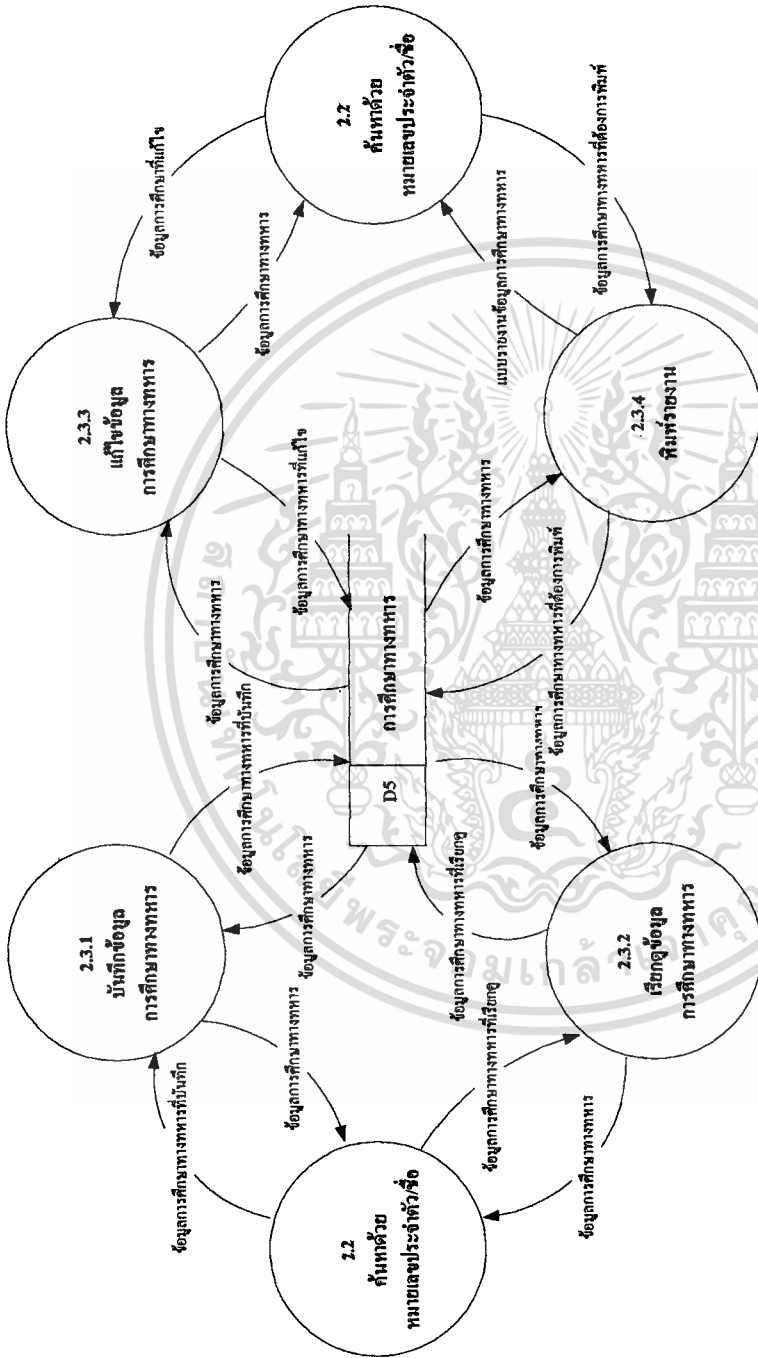 2.2
ค้นหาด้วย
หมายเลขประจำตัว/ชื่อ
ข้อมูลการศึกษาทางทหารที่บันทึก
ข้อมูลการศึกษาทางทหาร
2.3.1
บันทึกข้อมูล
การศึกษาทางทหาร
ข้อมูลการศึกษาทางทหารที่บันทึก
ข้อมูลการศึกษาทางทหาร
ข้อมูลการศึกษาทางทหารที่เรียกดู
ข้อมูลการศึกษาทางทหาร
2.3.2
เรียกดูข้อมูล
การศึกษาทางทหาร
ข้อมูลการศึกษาทางทหารที่เรียกดู
ข้อมูลการศึกษาทางทหาร
D5
การศึกษาทางทหาร
ข้อมูลการศึกษาทางทหาร
ข้อมูลการศึกษาทางทหารที่แก้ไข
2.3.3
แก้ไขข้อมูล
การศึกษาทางทหาร
ข้อมูลการศึกษาที่แก้ไข
ข้อมูลการศึกษาทางทหาร
ข้อมูลการศึกษาทางทหาร
ข้อมูลการศึกษาทางทหารที่ต้องการพิมพ์
2.3.4
พิมพ์รายงาน
แบบรายงานข้อมูลการศึกษาทางทหาร
ข้อมูลการศึกษาทางทหารที่ต้องการพิมพ์
2.2
ค้นหาด้วย
หมายเลขประจำตัว/ชื่อ